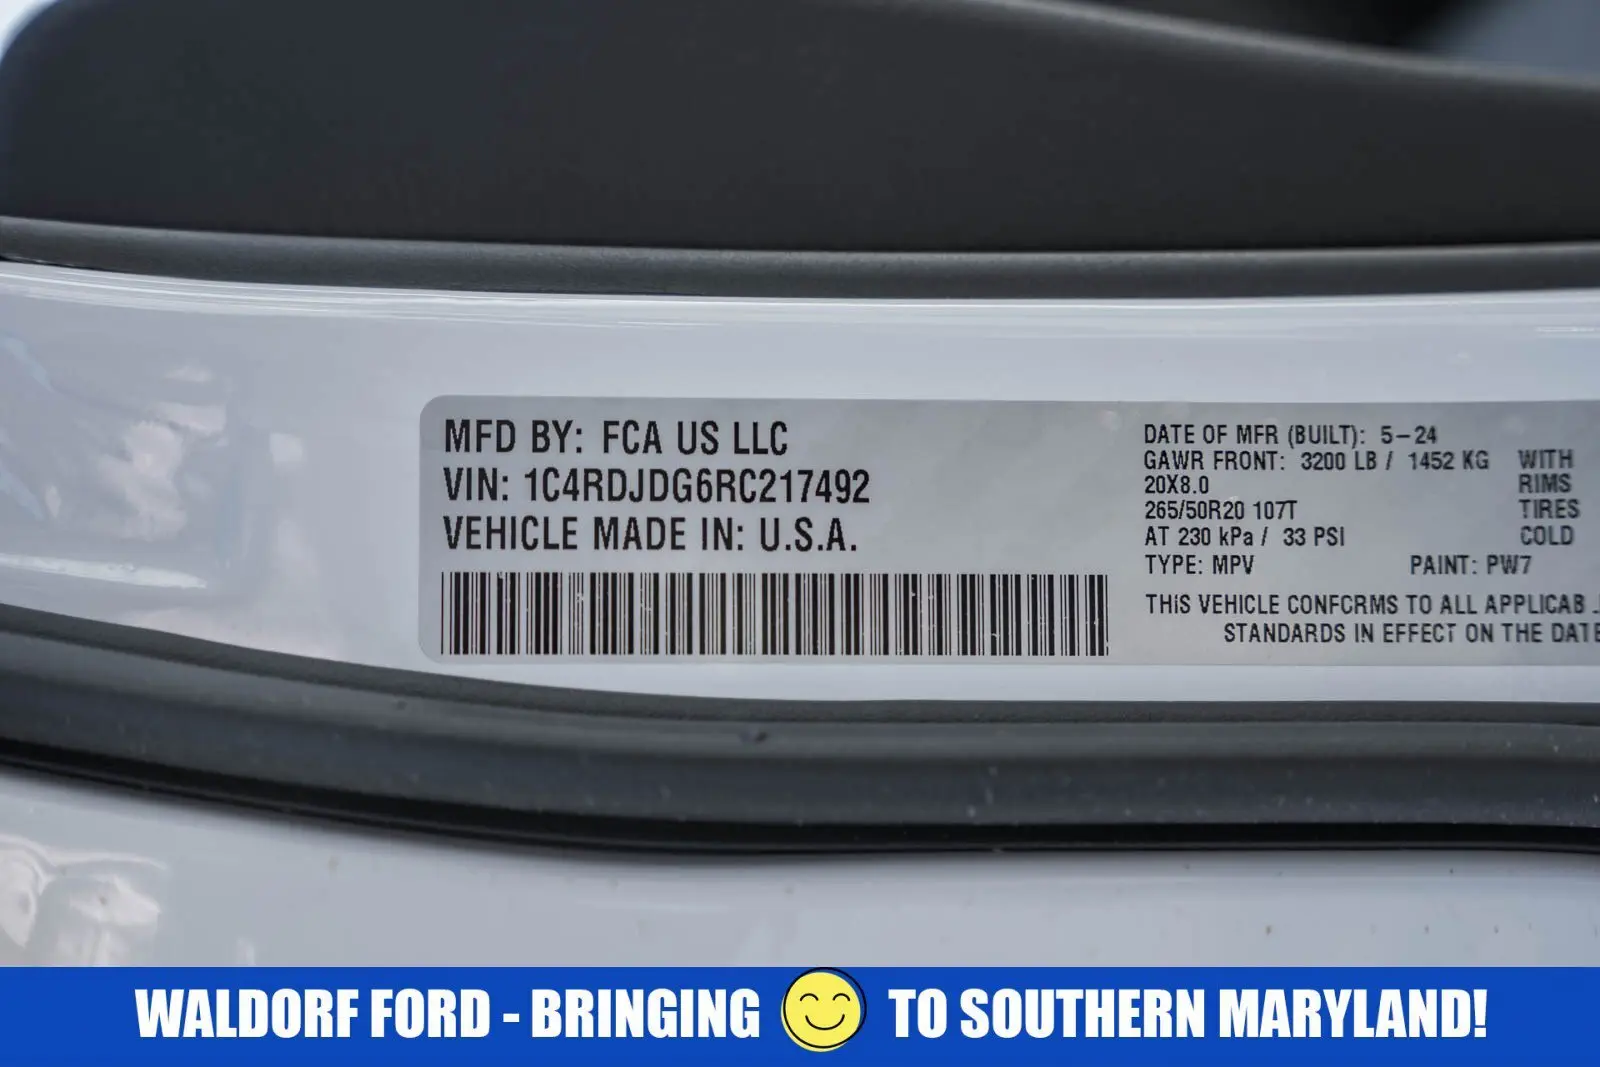 MFD BY: FCA US LLC
VIN: 1C4RDJDG6RC217492
VEHICLE MADE IN: U.S.A.
DATE OF MFR (BUILT): 5-24
GAWR FRONT: 3200 LB / 1452 KG WITH
20X8.0 RIMS
265/50R20 107T TIRES
AT 230 kPa / 33 PSI COLD
TYPE: MPV PAINT: PW7
THIS VEHICLE CONFORMS TO ALL
STANDARDS IN EFFECT ON THE DATE
WALDORF FORD - BRINGING TO SOUTHERN MARYLAND!